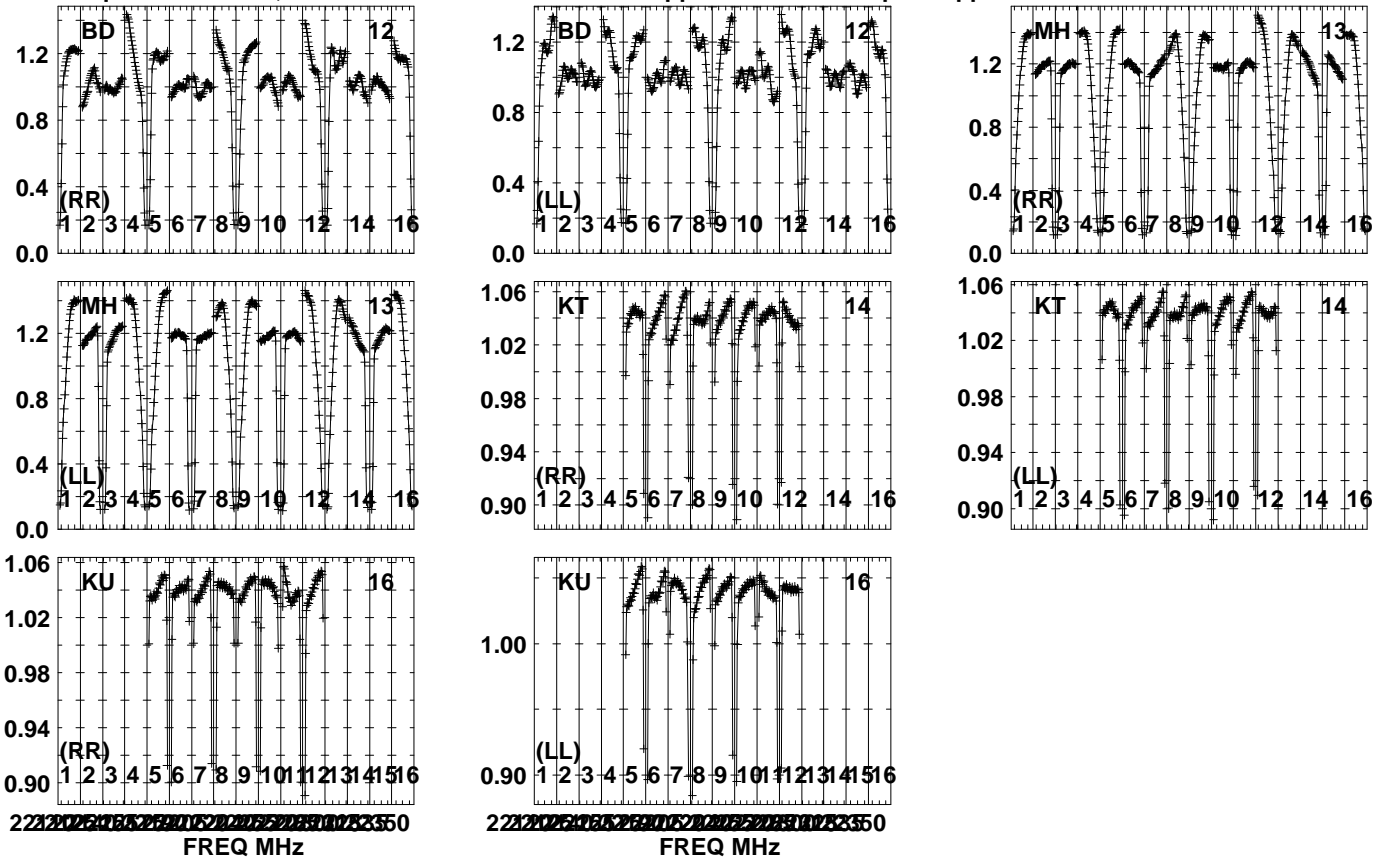 BD 12
1.2
0.8
0.4
0.0
(RR)
1 2 3 4 5 6 7 8 9 10 12 14 16
BD 12
1.2
0.8
0.4
0.0
(LL)
1 2 3 4 5 6 7 8 9 10 12 14 16
MH 13
1.2
0.8
0.4
0.0
(RR)
1 2 3 4 5 6 7 8 9 10 12 14 16
MH 13
1.2
0.8
0.4
0.0
(LL)
1 2 3 4 5 6 7 8 9 10 12 14 16
KT 14
1.06
1.02
0.98
0.94
0.90
(RR)
1 2 3 4 5 6 7 8 9 10 12 14 16
KT 14
1.06
1.02
0.98
0.94
0.90
(LL)
1 2 3 4 5 6 7 8 9 10 12 14 16
KU 16
1.06
1.02
0.98
0.94
0.90
(RR)
1 2 3 4 5 6 7 8 9 10 11 12 13 14 15 16
FREQ MHz
KU 16
1.00
0.90
(LL)
1 2 3 4 5 6 7 8 9 10 11 12 13 14 15 16
FREQ MHz